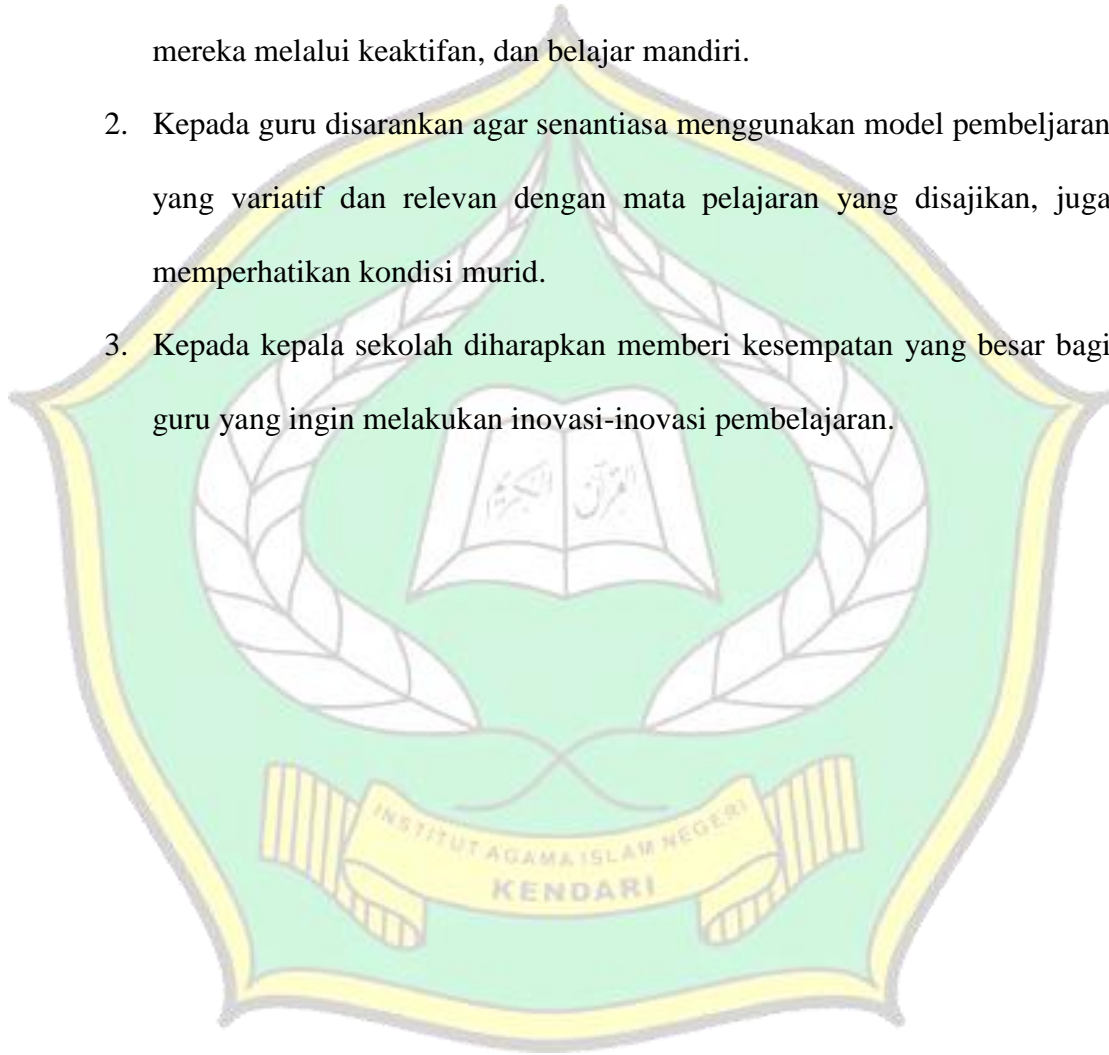 mereka melalui keaktifan, dan belajar mandiri.
2. Kepada guru disarankan agar senantiasa menggunakan model pembeljaran
yang variatif dan relevan dengan mata pelajaran yang disajikan, juga
memperhatikan kondisi murid.
3. Kepada kepala sekolah diharapkan memberi kesempatan yang besar bagi
guru yang ingin melakukan inovasi-inovasi pembelajaran.
القرآن الكريم
INSTITUT AGAMA ISLAM NEGERI
KENDARI